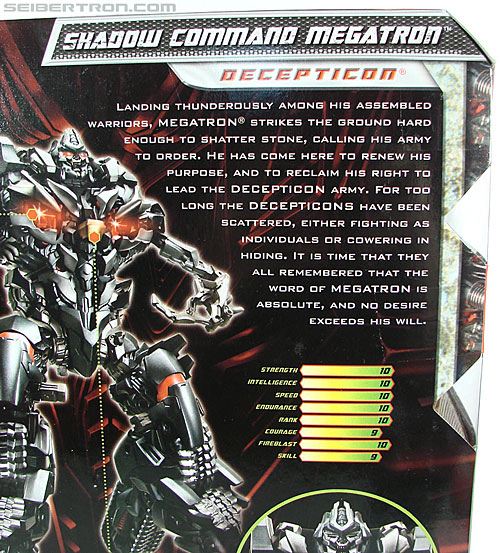 SEIBERTRON.COM
SHADOW COMMAND MEGATRON™
DECEPTICON®
LANDING THUNDEROUSLY AMONG HIS ASSEMBLED
WARRIORS, MEGATRON® STRIKES THE GROUND HARD
ENOUGH TO SHATTER STONE, CALLING HIS ARMY
TO ORDER. HE HAS COME HERE TO RENEW HIS
PURPOSE, AND TO RECLAIM HIS RIGHT TO
LEAD THE DECEPTICON ARMY. FOR TOO
LONG THE DECEPTICONS HAVE BEEN
SCATTERED, EITHER FIGHTING AS
INDIVIDUALS OR COWERING IN
HIDING. IT IS TIME THAT THEY
ALL REMEMBERED THAT THE
WORD OF MEGATRON IS
ABSOLUTE, AND NO DESIRE
EXCEEDS HIS WILL.
STRENGTH 10
INTELLIGENCE 10
SPEED 10
ENDURANCE 10
RANK 10
COURAGE 9
FIREBLAST 10
SKILL 9